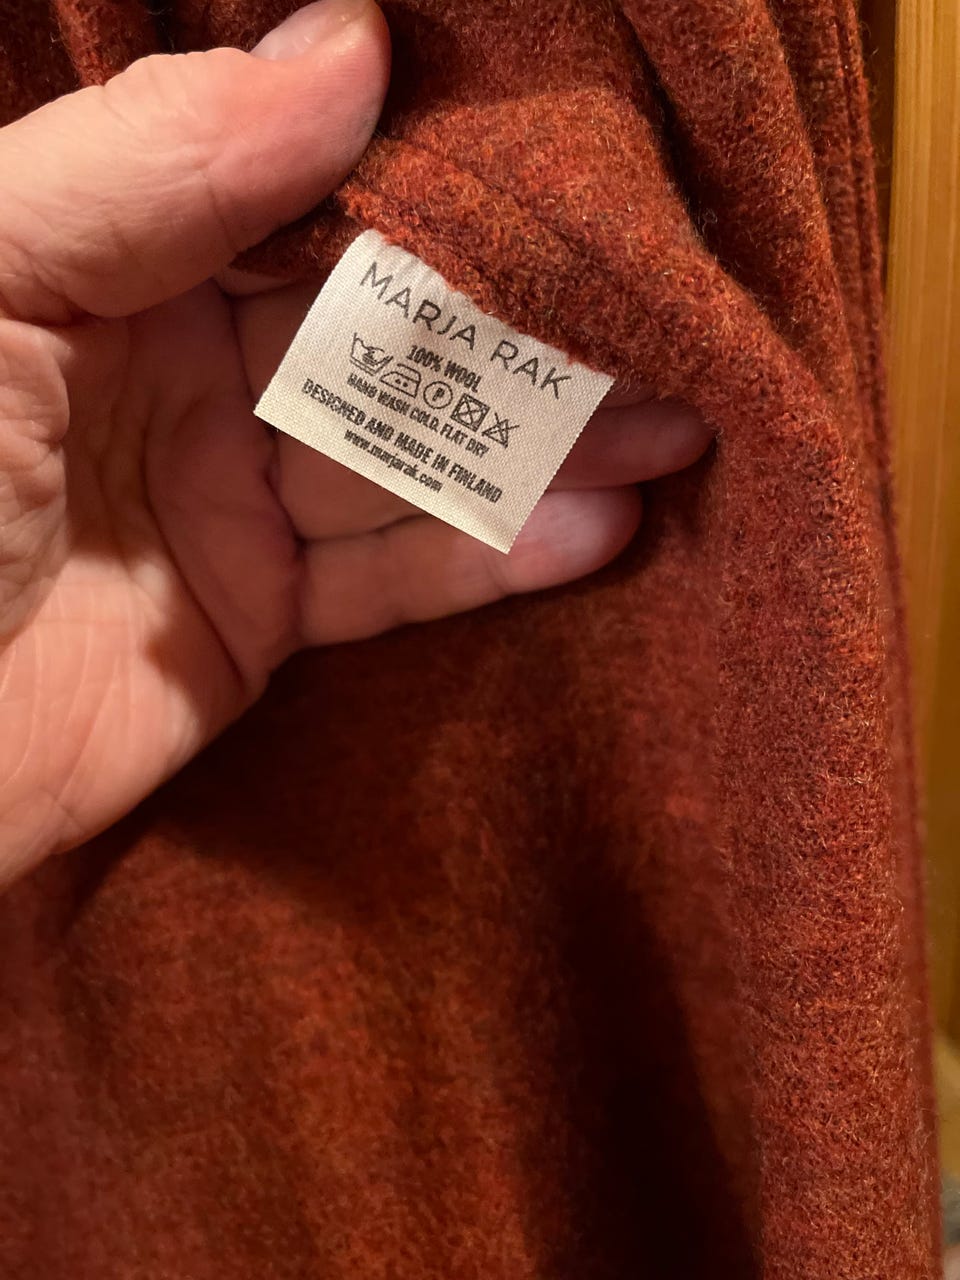 MARJA RAK
100% WOOL
P
HAND WASH COLD. FLAT DRY
DESIGNED AND MADE IN FINLAND
www.marjarak.com